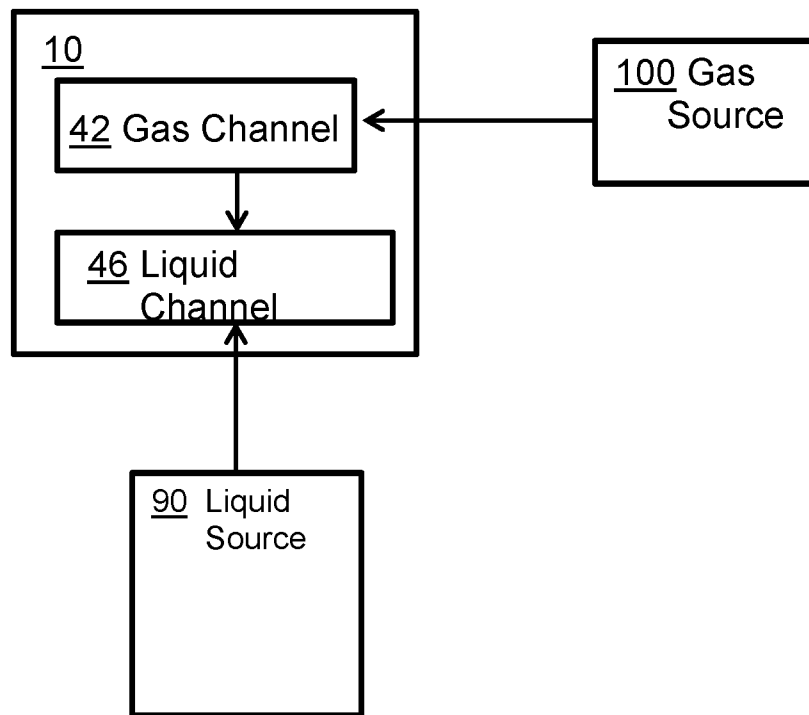 10
42 Gas Channel
100 Gas
Source
46 Liquid
Channel
90 Liquid
Source